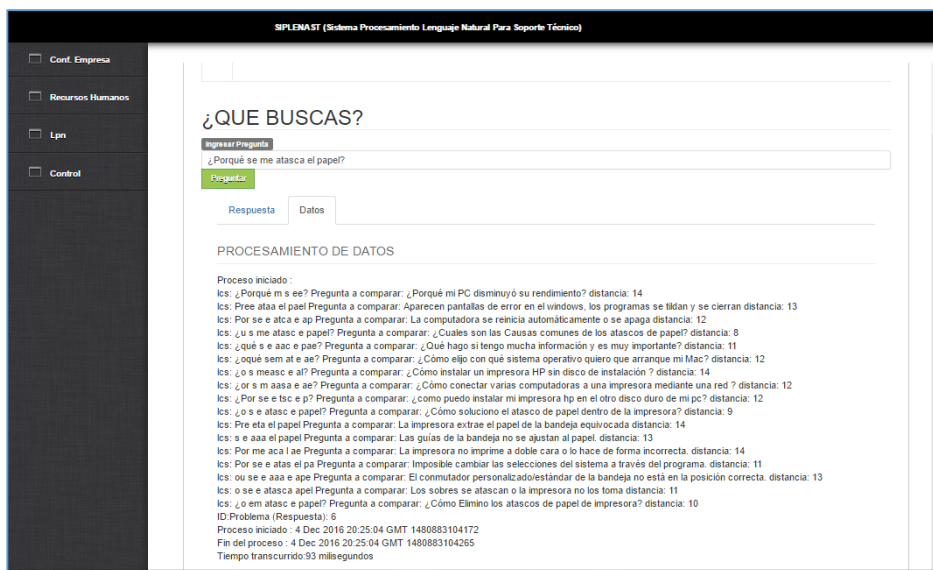 SIPLENAST (Sistema Procesamiento Lenguaje Natural Para Soporte Técnico)
Conf. Empresa
Recursos Humanos
Lpn
Control
¿QUE BUSCAS?
Ingresar Pregunta
¿Porqué se me atasca el papel?
Preguntar
Respuesta
Datos
PROCESAMIENTO DE DATOS
Proceso iniciado :
lcs: ¿Porqué m s ee? Pregunta a comparar: ¿Porqué mi PC disminuyó su rendimiento? distancia: 14
lcs: Pree ataa el pael Pregunta a comparar: Aparecen pantallas de error en el windows, los programas se tildan y se cierran distancia: 13
lcs: Por se e atca e ap Pregunta a comparar: La computadora se reinicia automáticamente o se apaga distancia: 12
lcs: ¿u s me atasc e papel? Pregunta a comparar: ¿Cuales son las Causas comunes de los atascos de papel? distancia: 8
lcs: ¿qué s e aac e pae? Pregunta a comparar: ¿Qué hago si tengo mucha información y es muy importante? distancia: 11
lcs: ¿oqué sem at e ae? Pregunta a comparar: ¿Cómo elijo con qué sistema operativo quiero que arranque mi Mac? distancia: 12
lcs: ¿o s measc e al? Pregunta a comparar: ¿Cómo instalar un impresora HP sin disco de instalación ? distancia: 14
lcs: ¿or s m aasa e ae? Pregunta a comparar: ¿Cómo conectar varias computadoras a una impresora mediante una red ? distancia: 12
lcs: ¿Por se e tsc e p? Pregunta a comparar: ¿como puedo instalar mi impresora hp en el otro disco duro de mi pc? distancia: 12
lcs: ¿o s e atasc e papel? Pregunta a comparar: ¿Cómo soluciono el atasco de papel dentro de la impresora? distancia: 9
lcs: Pre eta el papel Pregunta a comparar: La impresora extrae el papel de la bandeja equivocada distancia: 14
lcs: s e aaa el papel Pregunta a comparar: Las guías de la bandeja no se ajustan al papel. distancia: 13
lcs: Por me aca l ae Pregunta a comparar: La impresora no imprime a doble cara o lo hace de forma incorrecta. distancia: 14
lcs: Por se e atas el pa Pregunta a comparar: Imposible cambiar las selecciones del sistema a través del programa. distancia: 11
lcs: ou se e aaa e ape Pregunta a comparar: El conmutador personalizado/estándar de la bandeja no está en la posición correcta. distancia: 13
lcs: o se e atasca apel Pregunta a comparar: Los sobres se atascan o la impresora no los toma distancia: 11
lcs: ¿o em atasc e papel? Pregunta a comparar: ¿Cómo Elimino los atascos de papel de impresora? distancia: 10
ID:Problema (Respuesta): 6
Proceso iniciado : 4 Dec 2016 20:25:04 GMT 1480883104172
Fin del proceso : 4 Dec 2016 20:25:04 GMT 1480883104265
Tiempo transcurrido:93 milisegundos